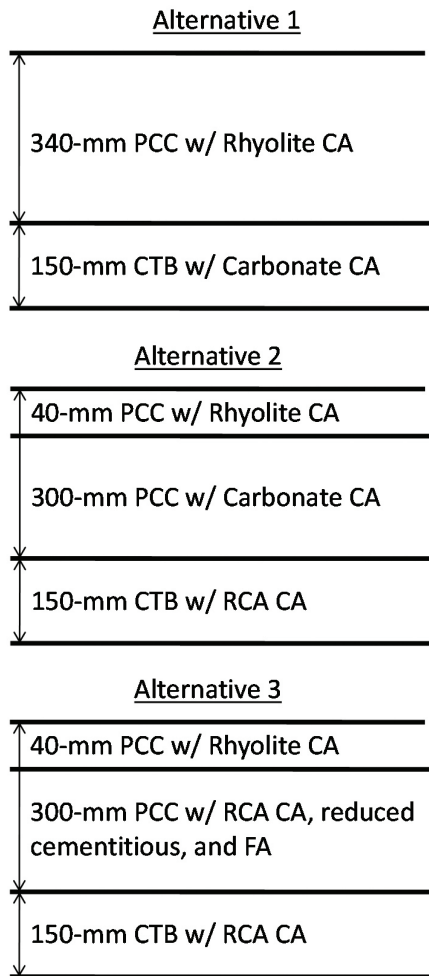 Alternative 1
340-mm PCC w/ Rhyolite CA
150-mm CTB w/ Carbonate CA
Alternative 2
40-mm PCC w/ Rhyolite CA
300-mm PCC w/ Carbonate CA
150-mm CTB w/ RCA CA
Alternative 3
40-mm PCC w/ Rhyolite CA
300-mm PCC w/ RCA CA, reduced
cementitious, and FA
150-mm CTB w/ RCA CA